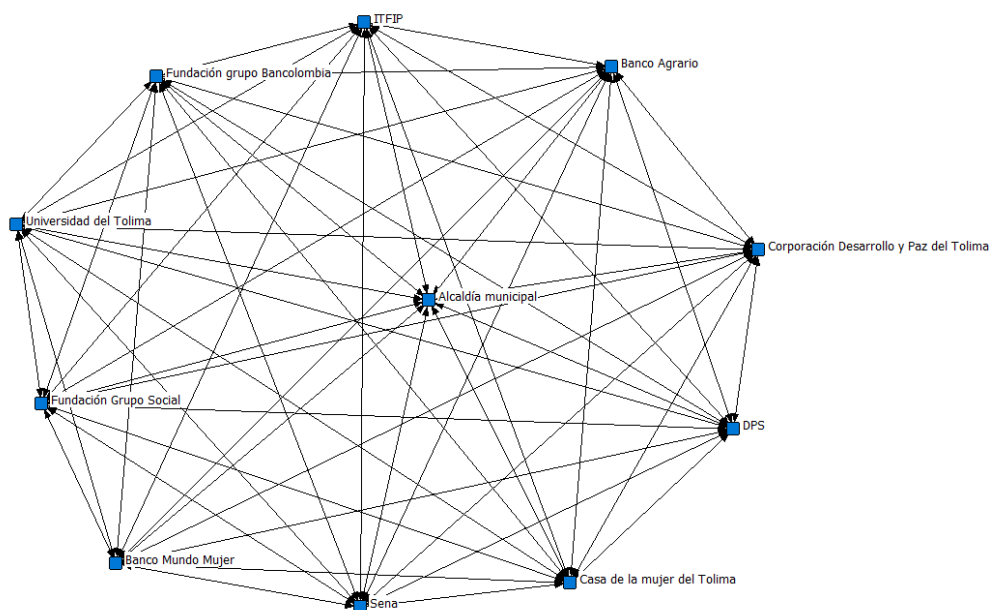 ITFIP
Banco Agrario
Fundación grupo Bancolombia
Universidad del Tolima
Corporación Desarrollo y Paz del Tolima
Alcaldía municipal
Fundación Grupo Social
DPS
Banco Mundo Mujer
Casa de la mujer del Tolima
Sena